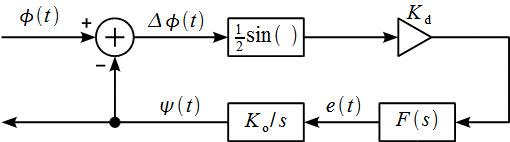 ϕ(t)
+
−
Δϕ(t)
½sin( )
K_d
ψ(t)
K_o/s
e(t)
F(s)